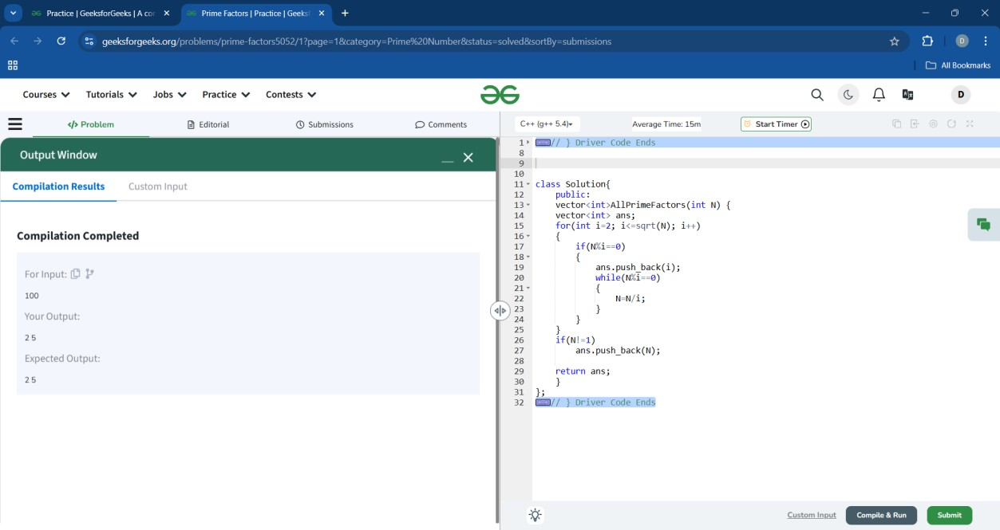 Practice | GeeksforGeeks | A cor
Prime Factors | Practice | Geeks
geeksforgeeks.org/problems/prime-factors5052/1?page=1&category=Prime%20Number&status=solved&sortBy=submissions
D
All Bookmarks
Courses Tutorials Jobs Practice Contests
D
Problem Editorial Submissions Comments
C++ (g++ 5.4) Average Time: 15m Start Timer
Output Window
Compilation Results Custom Input
Compilation Completed
For Input:
100
Your Output:
2 5
Expected Output:
2 5
1 // } Driver Code Ends
8
9
10
11 class Solution{
12 public:
13 vector<int>AllPrimeFactors(int N) {
14 vector<int> ans;
15 for(int i=2; i<=sqrt(N); i++)
16 {
17 if(N%i==0)
18 {
19 ans.push_back(i);
20 while(N%i==0)
21 {
22 N=N/i;
23 }
24 }
25 }
26 if(N!=1)
27 ans.push_back(N);
28
29 return ans;
30 }
31 };
32 // } Driver Code Ends
Custom Input Compile & Run Submit